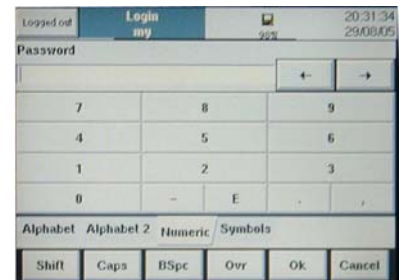 Logged out Login 20:31:34
my 98% 29/08/05
Password
← →
7 8 9
4 5 6
1 2 3
0 - E . ,
Alphabet Alphabet 2 Numeric Symbols
Shift Caps BSpc Ovr Ok Cancel